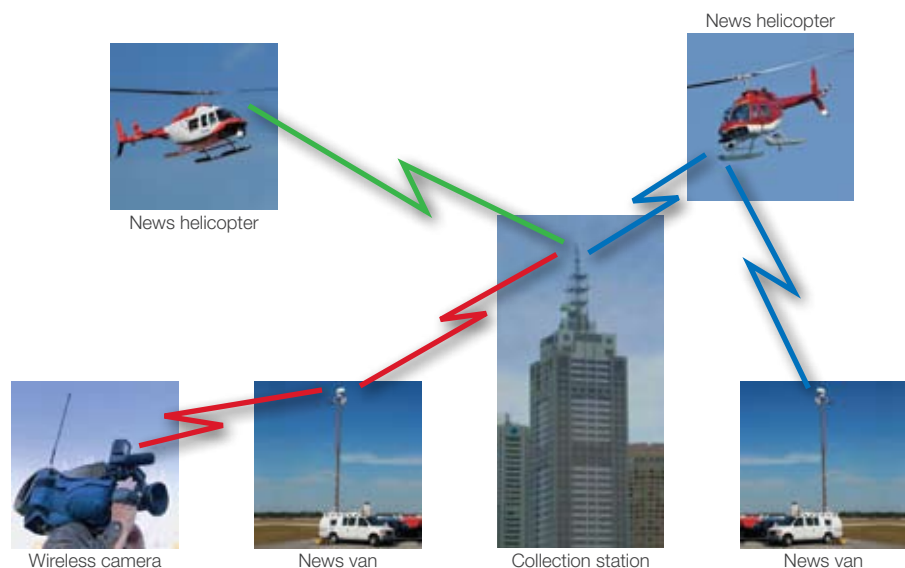 News helicopter
News helicopter
Wireless camera
News van
Collection station
News van